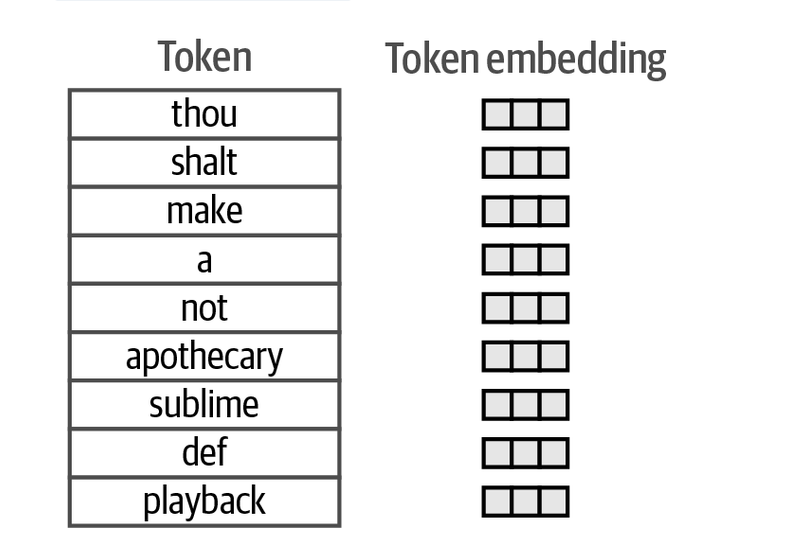 Token Token embedding
thou
shalt
make
a
not
apothecary
sublime
def
playback